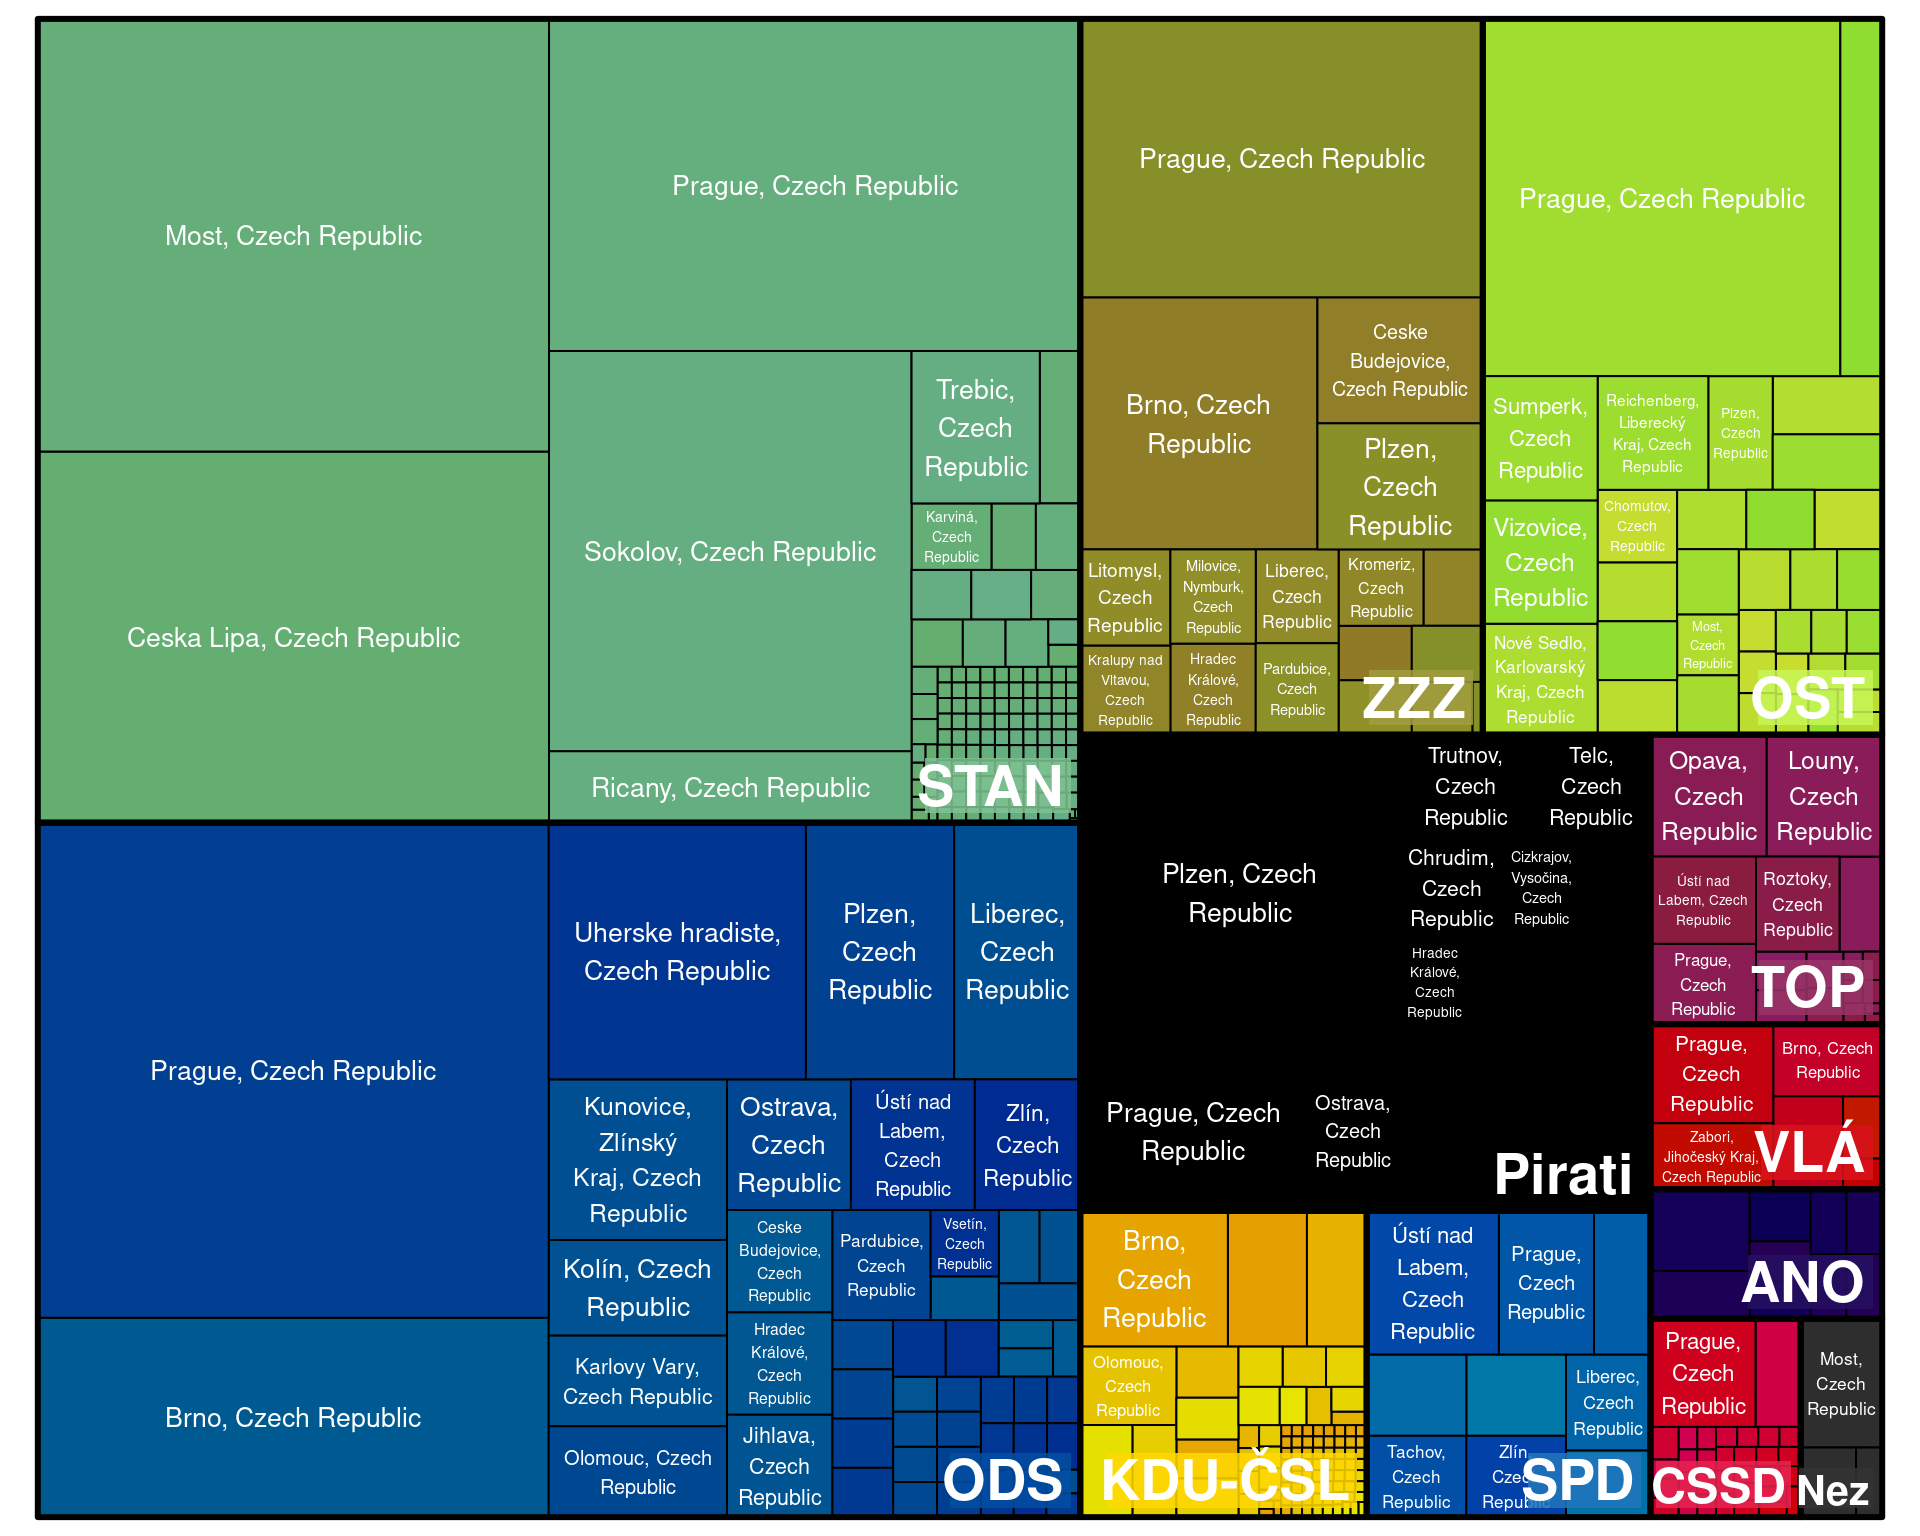 Most, Czech Republic
Prague, Czech Republic
Ceska Lipa, Czech Republic
Sokolov, Czech Republic
Trebic,
Czech
Republic
Karviná,
Czech
Republic
Ricany, Czech Republic
STAN
Prague, Czech Republic
Brno, Czech
Republic
Ceske
Budejovice,
Czech Republic
Plzen,
Czech
Republic
Litomysl,
Czech
Republic
Milovice,
Nymburk,
Czech
Republic
Liberec,
Czech
Republic
Kromeriz,
Czech
Republic
Kralupy nad
Vltavou,
Czech
Republic
Hradec
Králové,
Czech
Republic
Pardubice,
Czech
Republic
ZZZ
Prague, Czech Republic
Sumperk,
Czech
Republic
Reichenberg,
Liberecký
Kraj, Czech
Republic
Plzen,
Czech
Republic
Vizovice,
Czech
Republic
Chomutov,
Czech
Republic
Nové Sedlo,
Karlovarský
Kraj, Czech
Republic
Most,
Czech
Republic
OST
Prague, Czech Republic
Brno, Czech Republic
Uherske hradiste,
Czech Republic
Plzen,
Czech
Republic
Liberec,
Czech
Republic
Kunovice,
Zlínský
Kraj, Czech
Republic
Ostrava,
Czech
Republic
Ústí nad
Labem,
Czech
Republic
Zlín,
Czech
Republic
Kolín, Czech
Republic
Karlovy Vary,
Czech Republic
Olomouc, Czech
Republic
Ceske
Budejovice,
Czech
Republic
Pardubice,
Czech
Republic
Vsetín,
Czech
Republic
Hradec
Králové,
Czech
Republic
Jihlava,
Czech
Republic
ODS
Plzen, Czech
Republic
Trutnov,
Czech
Republic
Telc,
Czech
Republic
Chrudim,
Czech
Republic
Cizkrajov,
Vysočina,
Czech
Republic
Hradec
Králové,
Czech
Republic
Prague, Czech
Republic
Ostrava,
Czech
Republic
Pirati
Opava,
Czech
Republic
Louny,
Czech
Republic
Ústí nad
Labem, Czech
Republic
Roztoky,
Czech
Republic
Prague,
Czech
Republic
TOP
Prague,
Czech
Republic
Brno, Czech
Republic
Zabori,
Jihočeský Kraj,
Czech Republic
VLÁ
ANO
Brno,
Czech
Republic
Olomouc,
Czech
Republic
KDU-ČSL
Ústí nad
Labem,
Czech
Republic
Prague,
Czech
Republic
Liberec,
Czech
Republic
Tachov,
Czech
Republic
Zlín
Czech
Republic
SPD
Prague,
Czech
Republic
CSSD
Most,
Czech
Republic
Nez